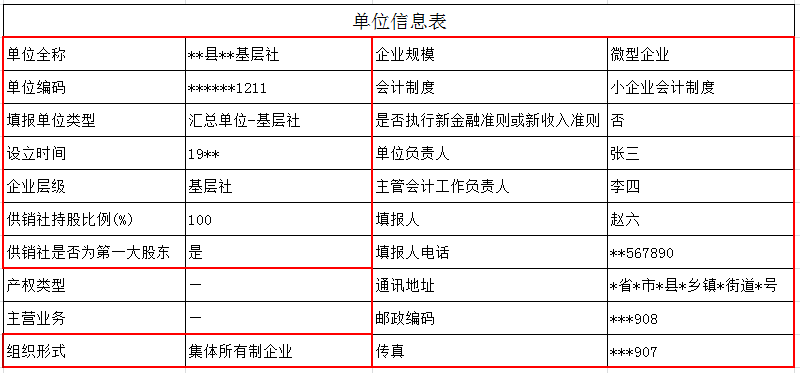 单位信息表
单位全称 **县**基层社 企业规模 微型企业
单位编码 ******1211 会计制度 小企业会计制度
填报单位类型 汇总单位-基层社 是否执行新金融准则或新收入准则 否
设立时间 19** 单位负责人 张三
企业层级 基层社 主管会计工作负责人 李四
供销社持股比例(%) 100 填报人 赵六
供销社是否为第一大股东 是 填报人电话 **567890
产权类型 — 通讯地址 *省*市*县*乡镇*街道*号
主营业务 — 邮政编码 ***908
组织形式 集体所有制企业 传真 ***907